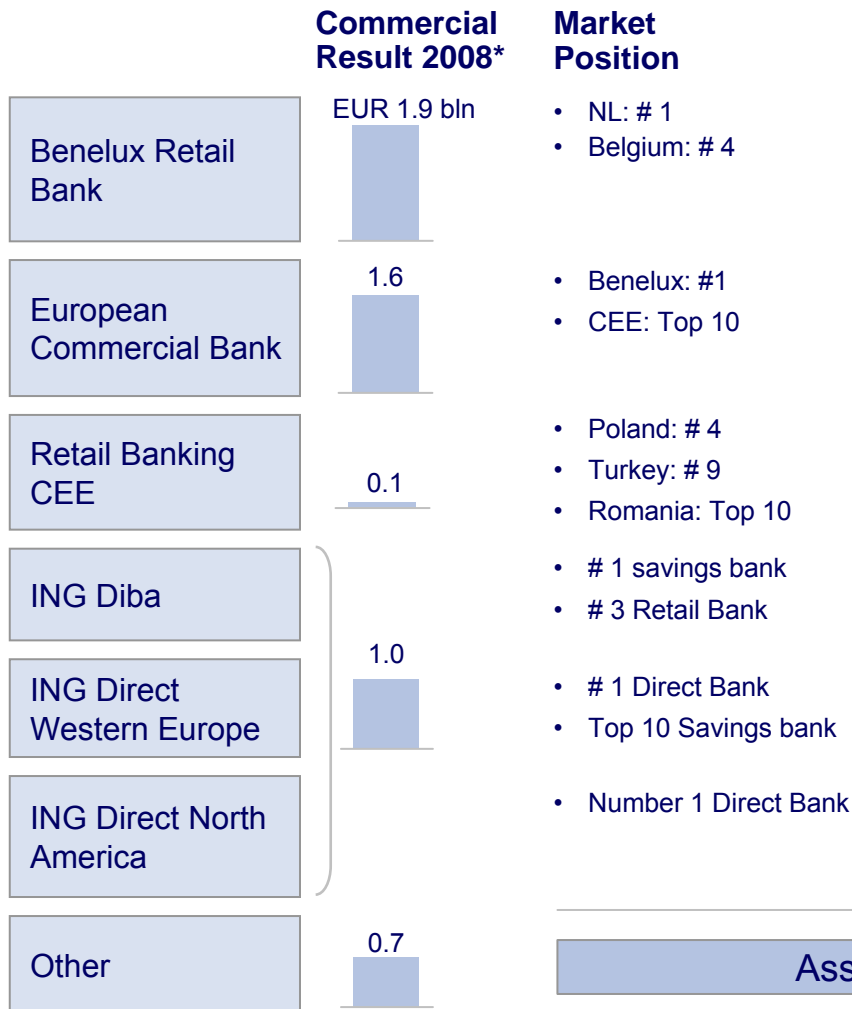 Commercial
Result 2008*
Market
Position
Benelux Retail
Bank
EUR 1.9 bln
• NL: # 1
• Belgium: # 4
European
Commercial Bank
1.6
• Benelux: #1
• CEE: Top 10
Retail Banking
CEE
0.1
• Poland: # 4
• Turkey: # 9
• Romania: Top 10
ING Diba
• # 1 savings bank
• # 3 Retail Bank
ING Direct
Western Europe
1.0
• # 1 Direct Bank
• Top 10 Savings bank
ING Direct North
America
• Number 1 Direct Bank
Other
0.7
Ass